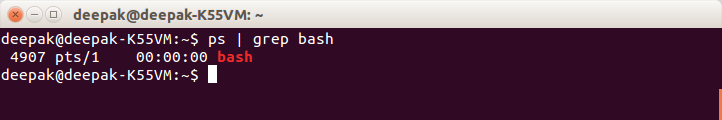 deepak@deepak-K55VM: ~
deepak@deepak-K55VM:~$ ps | grep bash
 4907 pts/1    00:00:00 bash
deepak@deepak-K55VM:~$